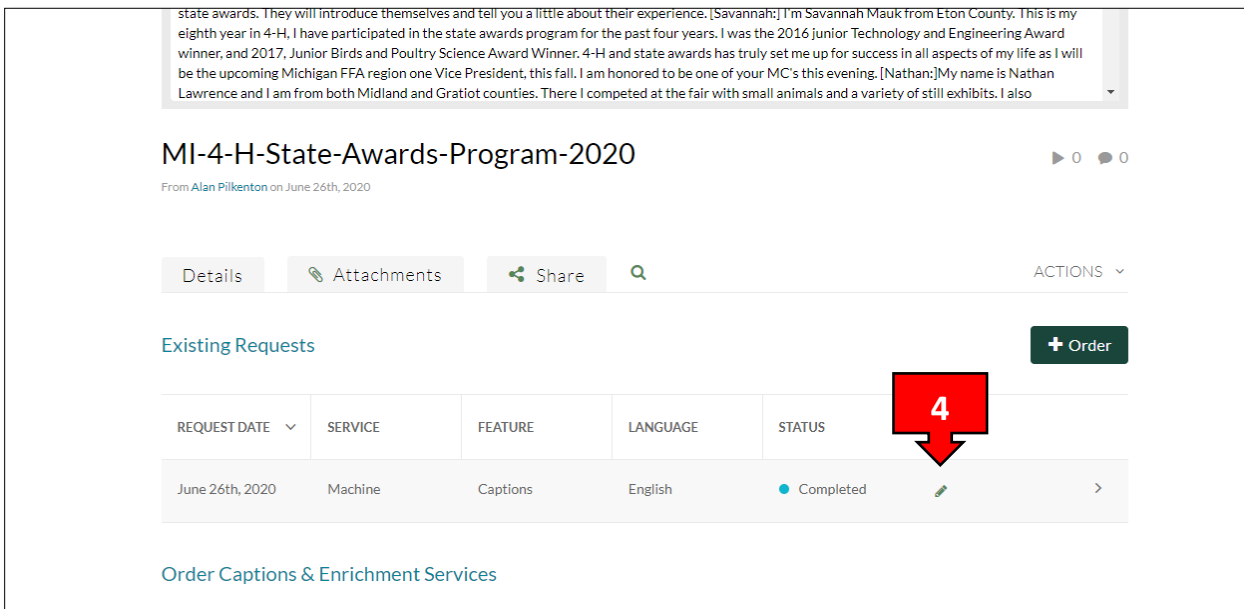 state awards. They will introduce themselves and tell you a little about their experience. [Savannah:] I'm Savannah Mauk from Eton County. This is my
eighth year in 4-H, I have participated in the state awards program for the past four years. I was the 2016 junior Technology and Engineering Award
winner, and 2017, Junior Birds and Poultry Science Award Winner. 4-H and state awards has truly set me up for success in all aspects of my life as I will
be the upcoming Michigan FFA region one Vice President, this fall. I am honored to be one of your MC's this evening. [Nathan:]My name is Nathan
Lawrence and I am from both Midland and Gratiot counties. There I competed at the fair with small animals and a variety of still exhibits. I also
MI-4-H-State-Awards-Program-2020
0 0
From Alan Pilkenton on June 26th, 2020
Details Attachments Share ACTIONS
Existing Requests
+ Order
4
REQUEST DATE SERVICE FEATURE LANGUAGE STATUS
June 26th, 2020 Machine Captions English Completed
Order Captions & Enrichment Services